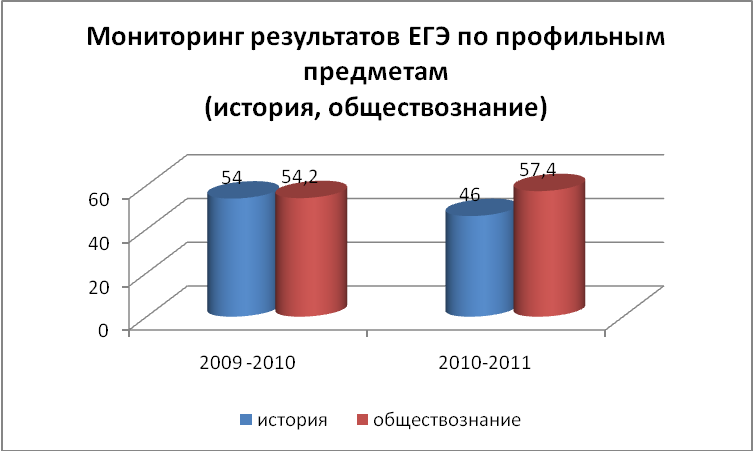 Мониторинг результатов ЕГЭ по профильным
предметам
(история, обществознание)
54
54,2
46
57,4
60
40
20
0
2009 -2010
2010-2011
история
обществознание